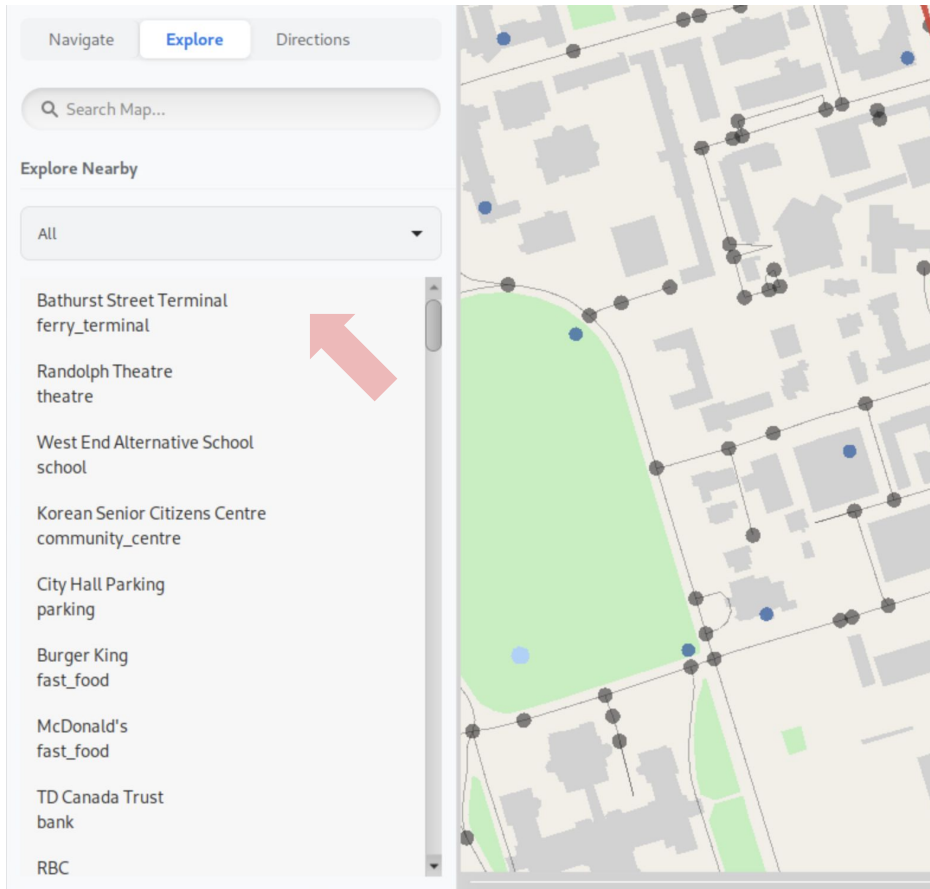 Navigate
Explore
Directions
Search Map...
Explore Nearby
All
Bathurst Street Terminal
ferry_terminal
Randolph Theatre
theatre
West End Alternative School
school
Korean Senior Citizens Centre
community_centre
City Hall Parking
parking
Burger King
fast_food
McDonald's
fast_food
TD Canada Trust
bank
RBC